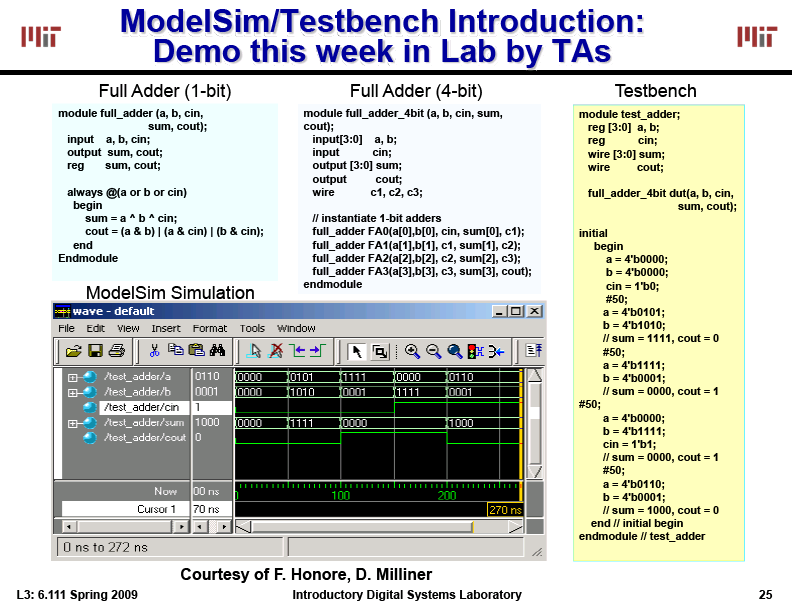 ModelSim/Testbench Introduction:
Demo this week in Lab by TAs
MIT
MIT
Full Adder (1-bit)
module full_adder (a, b, cin,
sum, cout);
input a, b, cin;
output sum, cout;
reg sum, cout;
always @(a or b or cin)
begin
sum = a ^ b ^ cin;
cout = (a & b) | (a & cin) | (b & cin);
end
Endmodule
Full Adder (4-bit)
module full_adder_4bit (a, b, cin, sum,
cout);
input[3:0] a, b;
input cin;
output [3:0] sum;
output cout;
wire c1, c2, c3;
// instantiate 1-bit adders
full_adder FA0(a[0],b[0], cin, sum[0], c1);
full_adder FA1(a[1],b[1], c1, sum[1], c2);
full_adder FA2(a[2],b[2], c2, sum[2], c3);
full_adder FA3(a[3],b[3], c3, sum[3], cout);
endmodule
Testbench
module test_adder;
reg [3:0] a, b;
reg cin;
wire [3:0] sum;
wire cout;
full_adder_4bit dut(a, b, cin,
sum, cout);
initial
begin
a = 4'b0000;
b = 4'b0000;
cin = 1'b0;
#50;
a = 4'b0101;
b = 4'b1010;
// sum = 1111, cout = 0
#50;
a = 4'b1111;
b = 4'b0001;
// sum = 0000, cout = 1
#50;
a = 4'b0000;
b = 4'b1111;
cin = 1'b1;
// sum = 0000, cout = 1
#50;
a = 4'b0110;
b = 4'b0001;
// sum = 1000, cout = 0
end // initial begin
endmodule // test_adder
ModelSim Simulation
wave - default
File Edit View Insert Format Tools Window
/test_adder/a 0110 0000 0101 1111 0000 0110
/test_adder/b 0001 0000 1010 0001 1111 0001
/test_adder/cin 1
/test_adder/sum 1000 0000 1111 0000 1000
/test_adder/cout 0
Now 00 ns 0 100 200
Cursor 1 70 ns 270 ns
0 ns to 272 ns
Courtesy of F. Honore, D. Milliner
L3: 6.111 Spring 2009 Introductory Digital Systems Laboratory 25